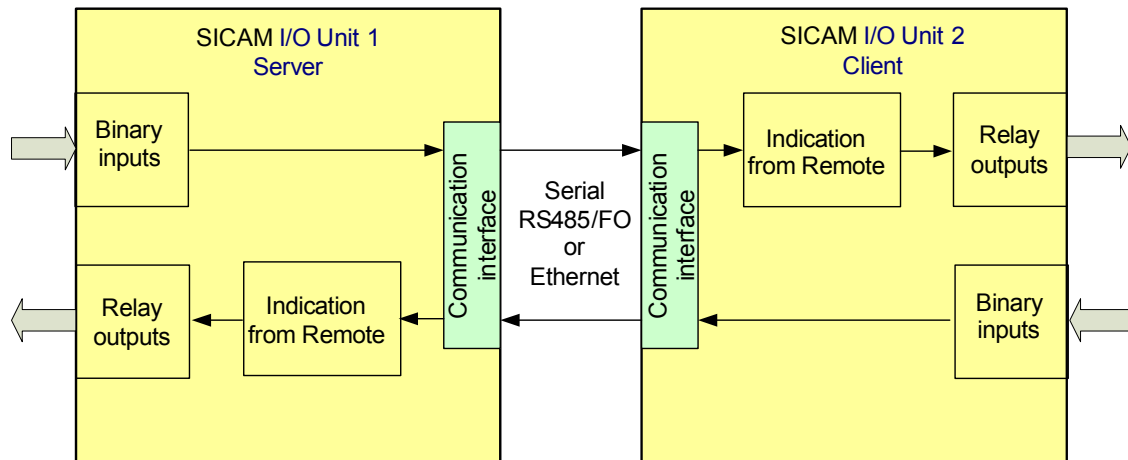 SICAM I/O Unit 1
Server
Binary
inputs
Communication
interface
Relay
outputs
Indication
from Remote
Serial
RS485/FO
or
Ethernet
SICAM I/O Unit 2
Client
Communication
interface
Indication
from Remote
Relay
outputs
Binary
inputs